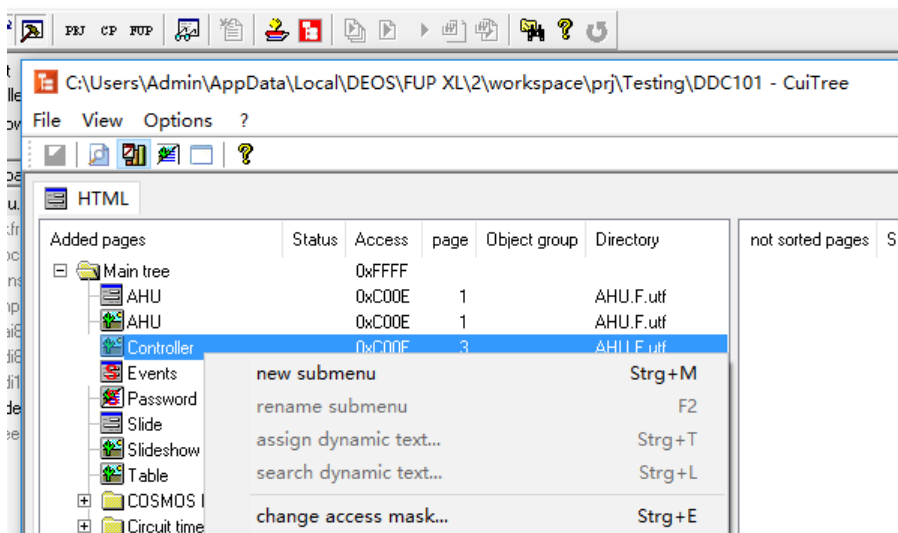 PRJ CP FUP
C:\Users\Admin\AppData\Local\DEOS\FUP XL\2\workspace\prj\Testing\DDC101 - CuiTree
File View Options ?
HTML
Added pages Status Access page Object group Directory not sorted pages S
Main tree 0xFFFF
AHU 0xC00E 1 AHU.F.utf
AHU 0xC00E 1 AHU.F.utf
Controller 0xC00E 3 AHU.F.utf
Events new submenu Strg+M
Password rename submenu F2
Slide assign dynamic text... Strg+T
Slideshow search dynamic text... Strg+L
Table
COSMOS
Circuit time change access mask... Strg+E